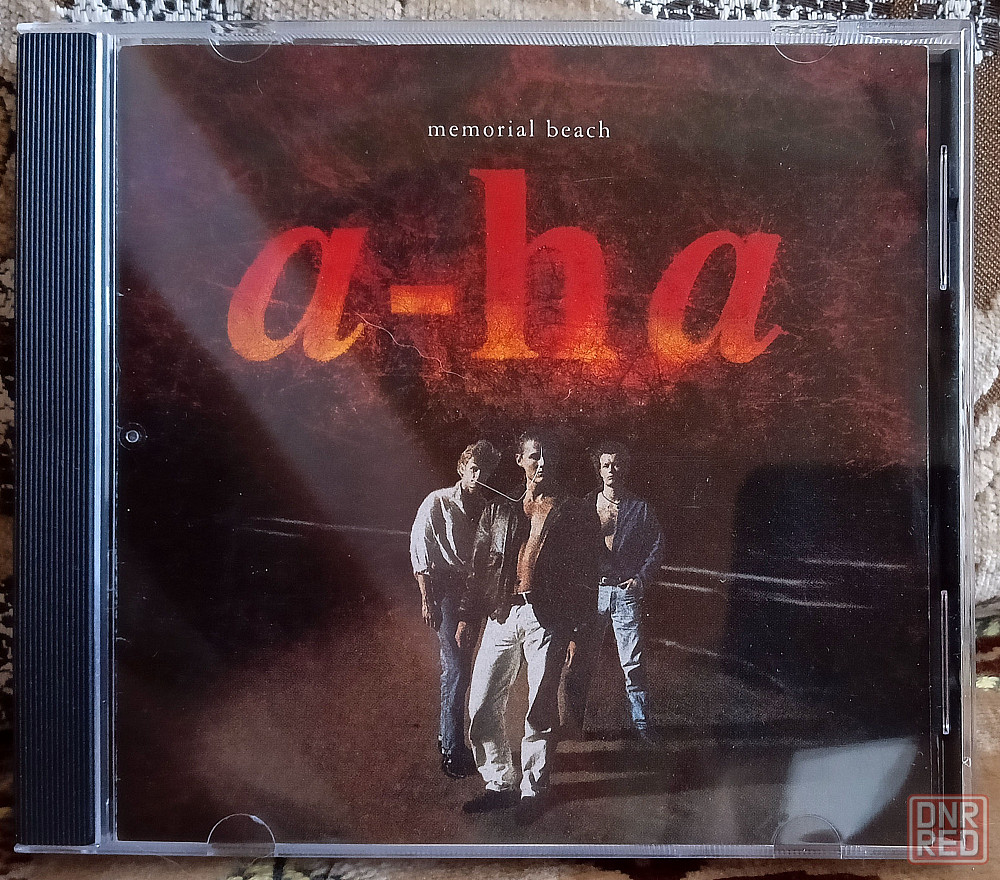 memorial beach
a-ha
DNR
RED